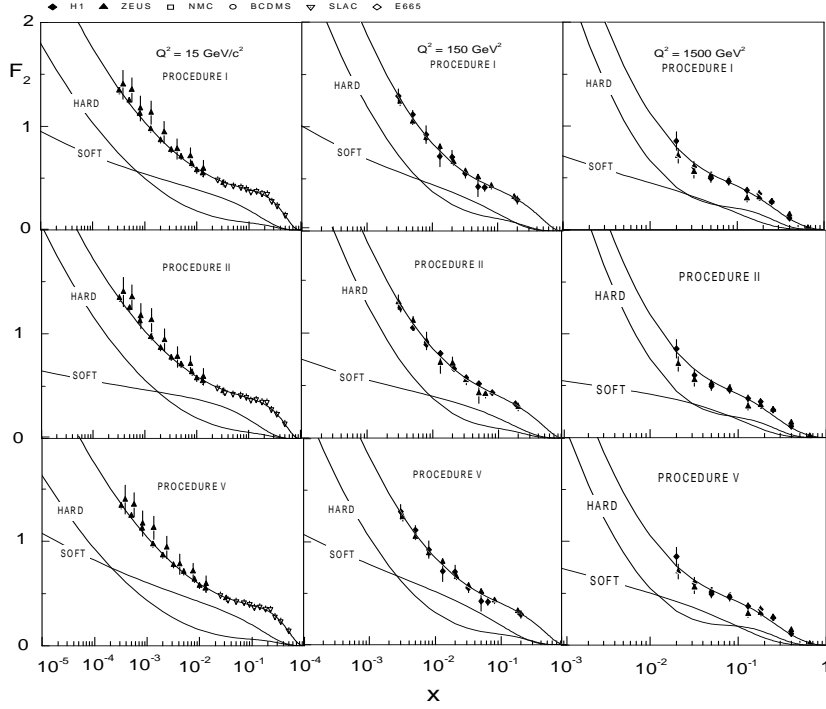 H1 ZEUS NMC BCDMS SLAC E665
2
F 2
Q² = 15 GeV/c²
PROCEDURE I
HARD
SOFT
1
0
Q² = 150 GeV²
PROCEDURE I
HARD
SOFT
Q² = 1500 GeV²
PROCEDURE I
HARD
SOFT
PROCEDURE II
HARD
SOFT
1
0
PROCEDURE II
HARD
SOFT
PROCEDURE II
HARD
SOFT
PROCEDURE V
HARD
SOFT
1
0
PROCEDURE V
HARD
SOFT
PROCEDURE V
HARD
SOFT
10⁻⁵ 10⁻⁴ 10⁻³ 10⁻² 10⁻¹ 10⁻⁴ 10⁻³ 10⁻² 10⁻¹ 10⁻³ 10⁻² 10⁻¹ 1
x